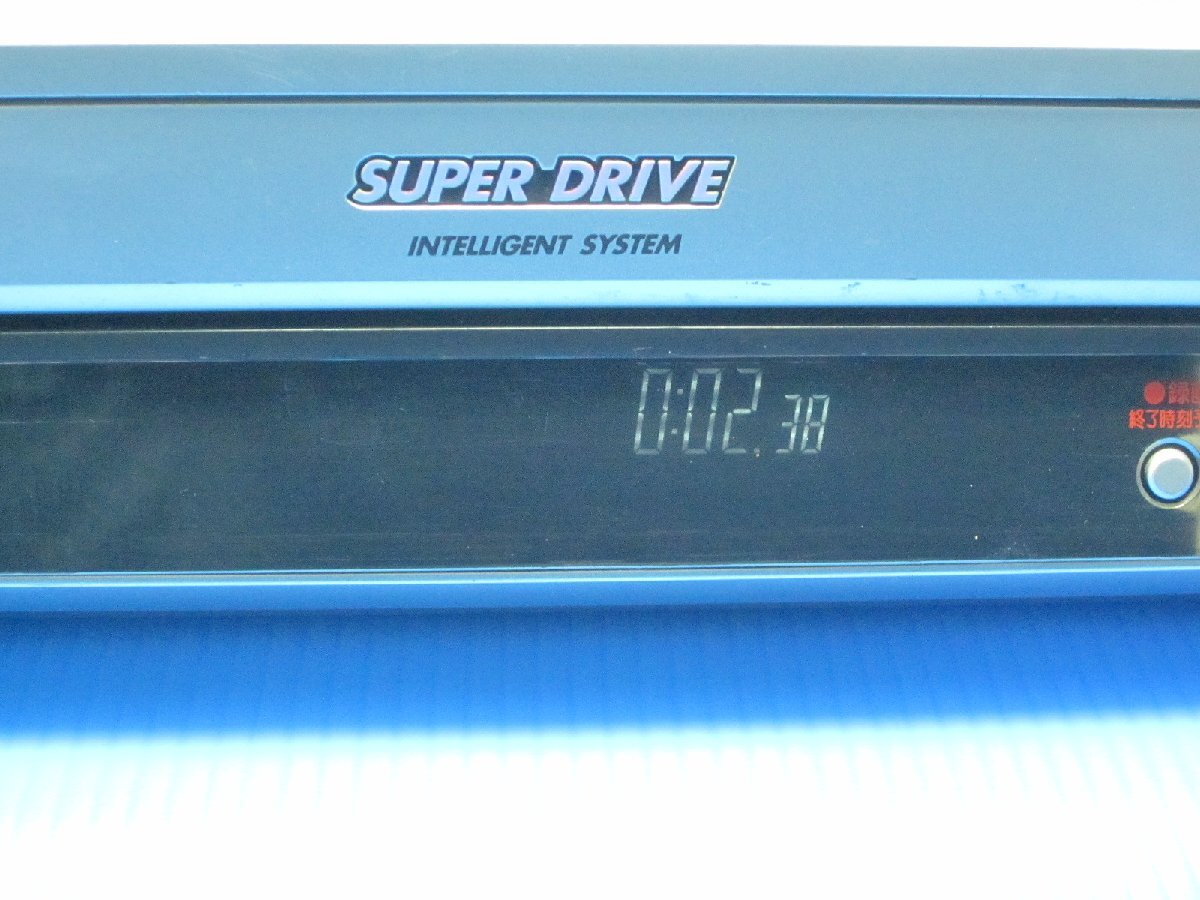 SUPER DRIVE
INTELLIGENT SYSTEM
0:02.38
録画
終了時刻